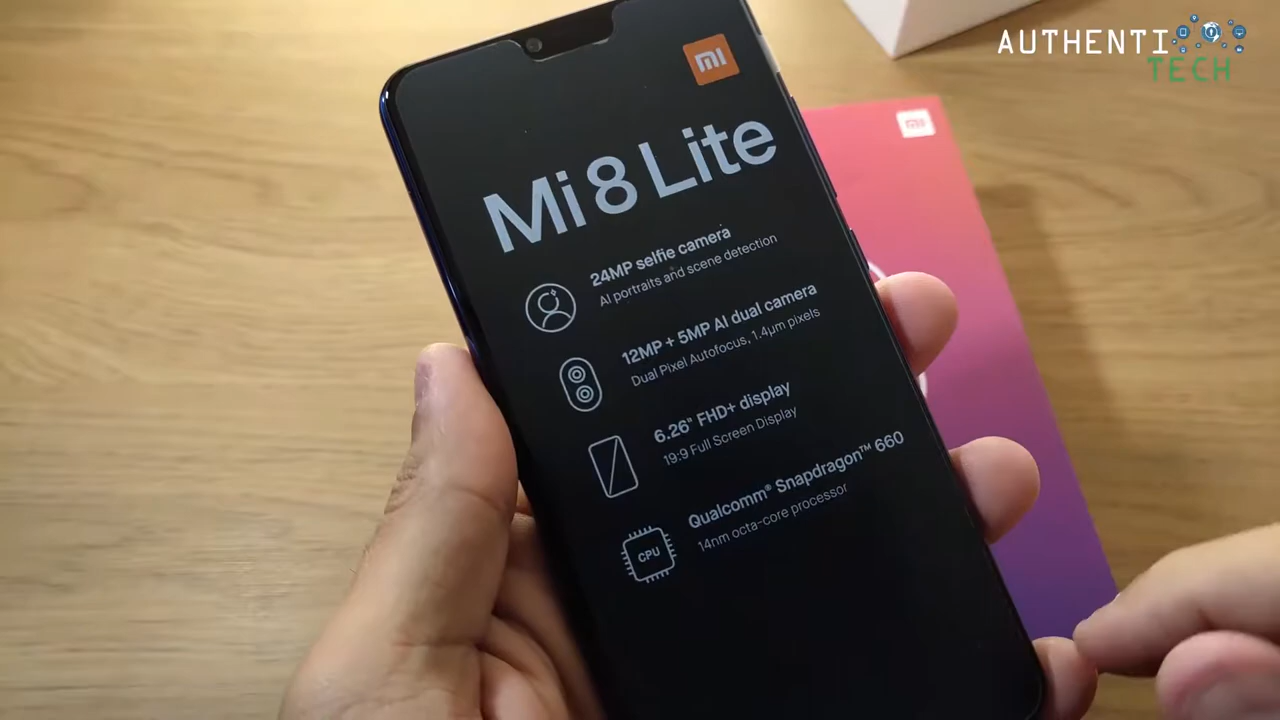 AUTHENTI
TECH
mi
mi
Mi 8 Lite
24MP selfie camera
AI portraits and scene detection
12MP + 5MP AI dual camera
Dual Pixel Autofocus, 1.4μm pixels
6.26" FHD+ display
19:9 Full Screen Display
Qualcomm® Snapdragon™ 660
14nm octa-core processor
CPU